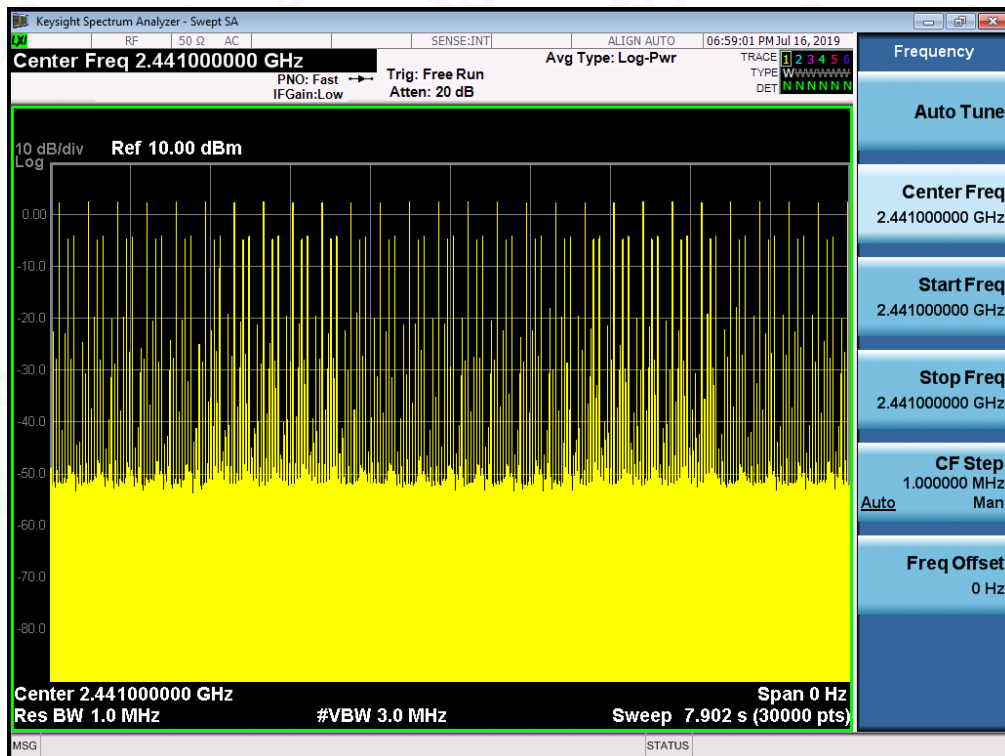 Keysight Spectrum Analyzer - Swept SA
LXI RF 50 Ω AC SENSE:INT ALIGN AUTO 06:59:01 PM Jul 16, 2019
Center Freq 2.441000000 GHz
PNO: Fast
IFGain:Low
Trig: Free Run
Atten: 20 dB
Avg Type: Log-Pwr
TRACE 1 2 3 4 5 6
TYPE WWWWWW
DET N N N N N N
10 dB/div Ref 10.00 dBm
Log
0.00
-10.0
-20.0
-30.0
-40.0
-50.0
-60.0
-70.0
-80.0
Center 2.441000000 GHz Span 0 Hz
Res BW 1.0 MHz #VBW 3.0 MHz Sweep 7.902 s (30000 pts)
MSG STATUS
Frequency
Auto Tune
Center Freq
2.441000000 GHz
Start Freq
2.441000000 GHz
Stop Freq
2.441000000 GHz
CF Step
1.000000 MHz
Auto Man
Freq Offset
0 Hz